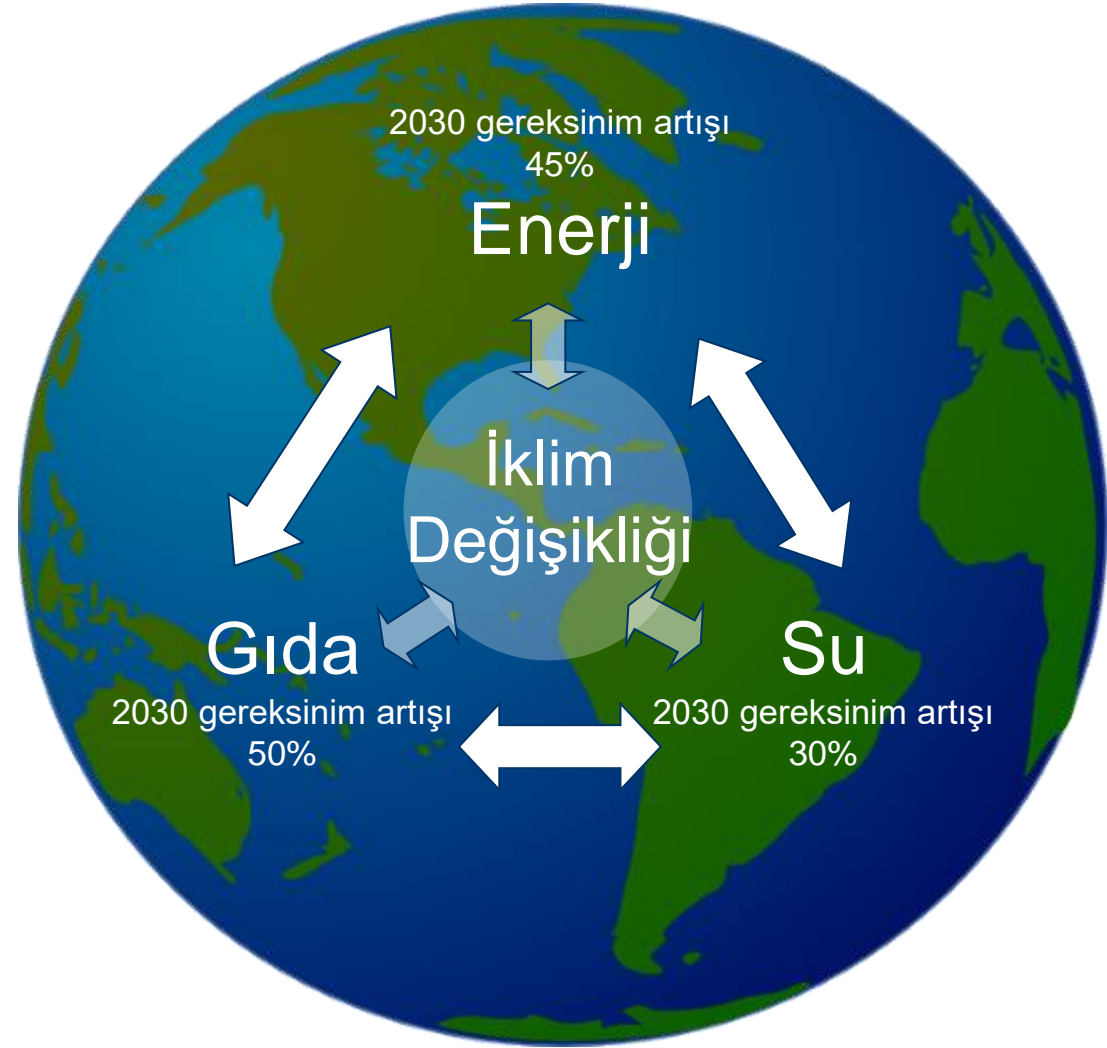 2030 gereksinim artışı
45%
Enerji
İklim
Değişikliği
Gıda
2030 gereksinim artışı
50%
Su
2030 gereksinim artışı
30%